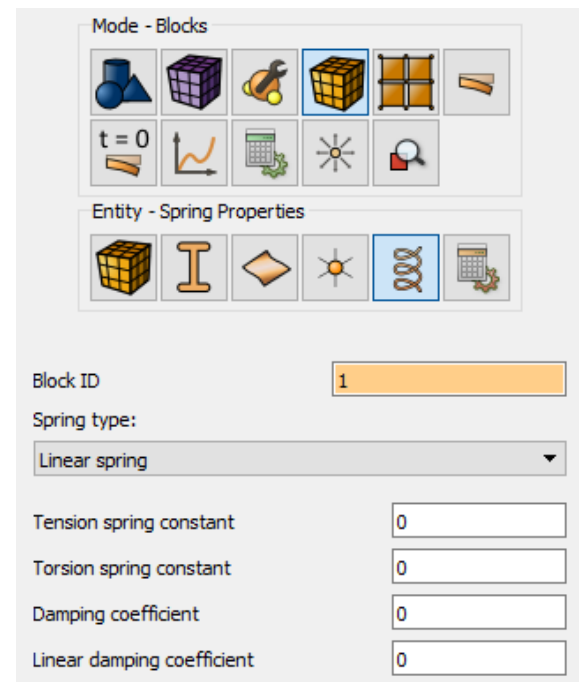 Mode - Blocks
t = 0
Entity - Spring Properties
Block ID 1
Spring type:
Linear spring
Tension spring constant 0
Torsion spring constant 0
Damping coefficient 0
Linear damping coefficient 0